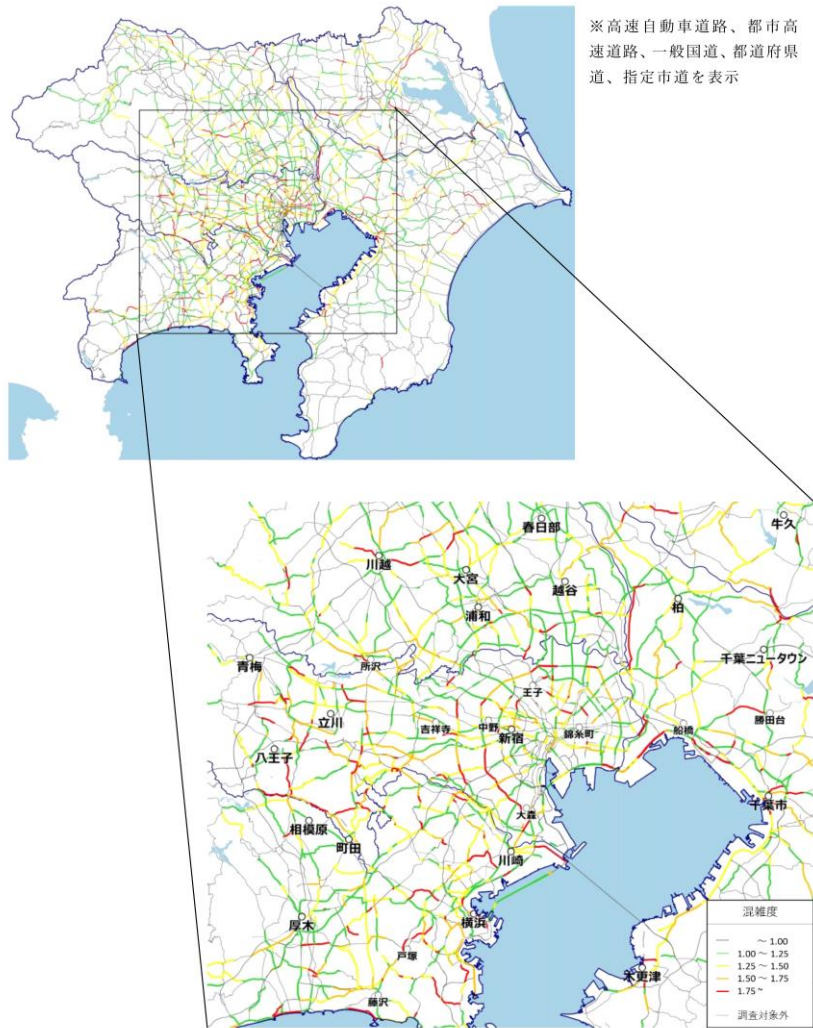 ※高速自動車道路、都市高
速道路、一般国道、都道府県
道、指定市道を表示
春日部
牛久
川越
大宮
越谷
浦和
柏
青梅
所沢
千葉ニュータウン
王子
立川
吉祥寺
中野
新宿
錦糸町
船橋
勝田台
八王子
千葉市
大森
相模原
町田
川崎
厚木
横浜
戸塚
木更津
藤沢
混雑度
～1.00
1.00～1.25
1.25～1.50
1.50～1.75
1.75~
調査対象外